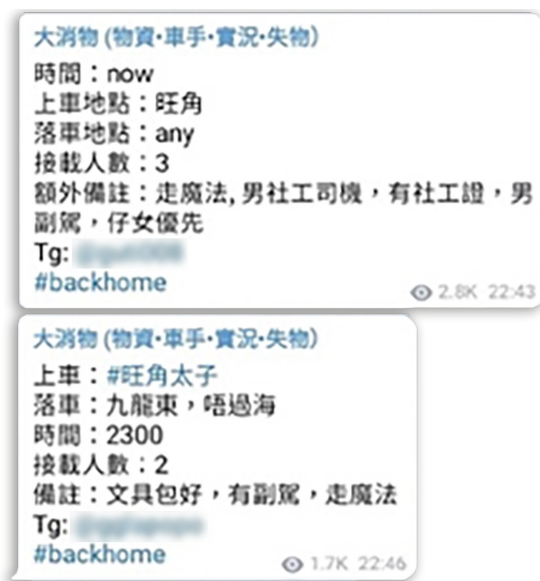 大消物 (物資•車手•實況•失物)
時間：now
上車地點：旺角
落車地點：any
接載人數：3
額外備註：走魔法, 男社工司機，有社工證，男
副駕，仔女優先
Tg:
#backhome
2.8K 22:43
大消物 (物資•車手•實況•失物)
上車：#旺角太子
落車：九龍東，唔過海
時間：2300
接載人數：2
備註：文具包好，有副駕，走魔法
Tg:
#backhome
1.7K 22:46